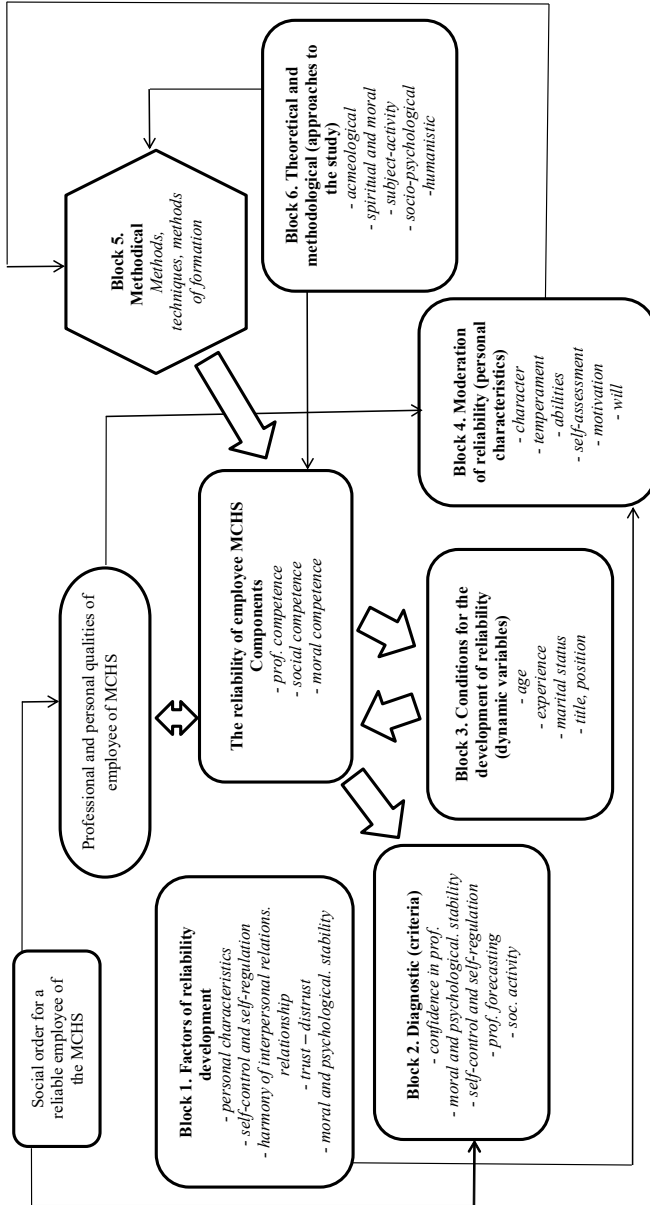 Social order for a
reliable employee of
the MCHS
Professional and personal qualities of
employee of MCHS
Block 5.
Methodical
Methods,
techniques, methods
of formation
Block 1. Factors of reliability
development
- personal characteristics
- self-control and self-regulation
- harmony of interpersonal relations.
relationship
- trust – distrust
- moral and psychological. stability
The reliability of employee MCHS
Components
- prof. competence
- social competence
- moral competence
Block 6. Theoretical and
methodological (approaches to
the study)
- acmeological
- spiritual and moral
- subject-activity
- socio-psychological
-humanistic
Block 2. Diagnostic (criteria)
- confidence in prof.
- moral and psychological. stability
- self-control and self-regulation
- prof. forecasting
- soc. activity
Block 3. Conditions for the
development of reliability
(dynamic variables)
- age
- experience
- marital status
- title, position
Block 4. Moderation
of reliability (personal
characteristics)
- character
- temperament
- abilities
- self-assessment
- motivation
- will